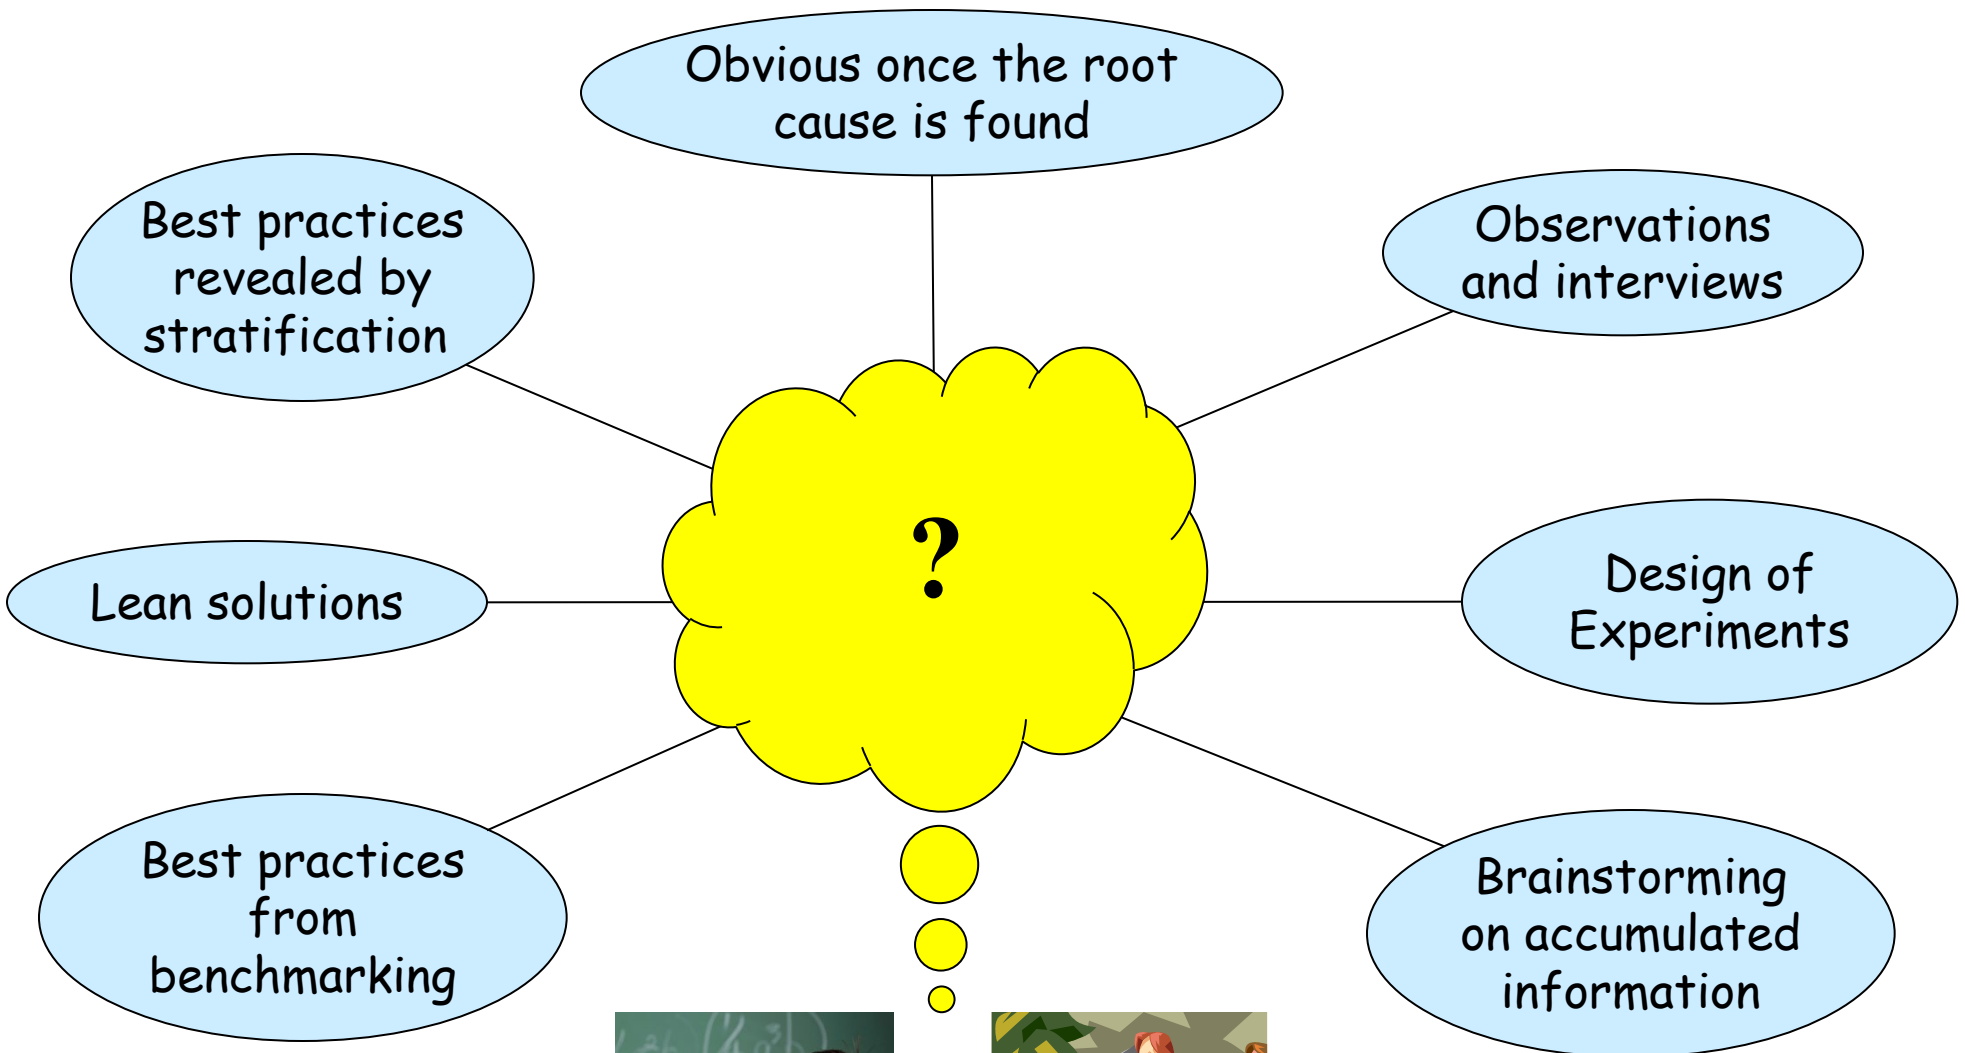 Obvious once the root
cause is found
Best practices
revealed by
stratification
Observations
and interviews
?
Lean solutions
Design of
Experiments
Best practices
from
benchmarking
Brainstorming
on accumulated
information